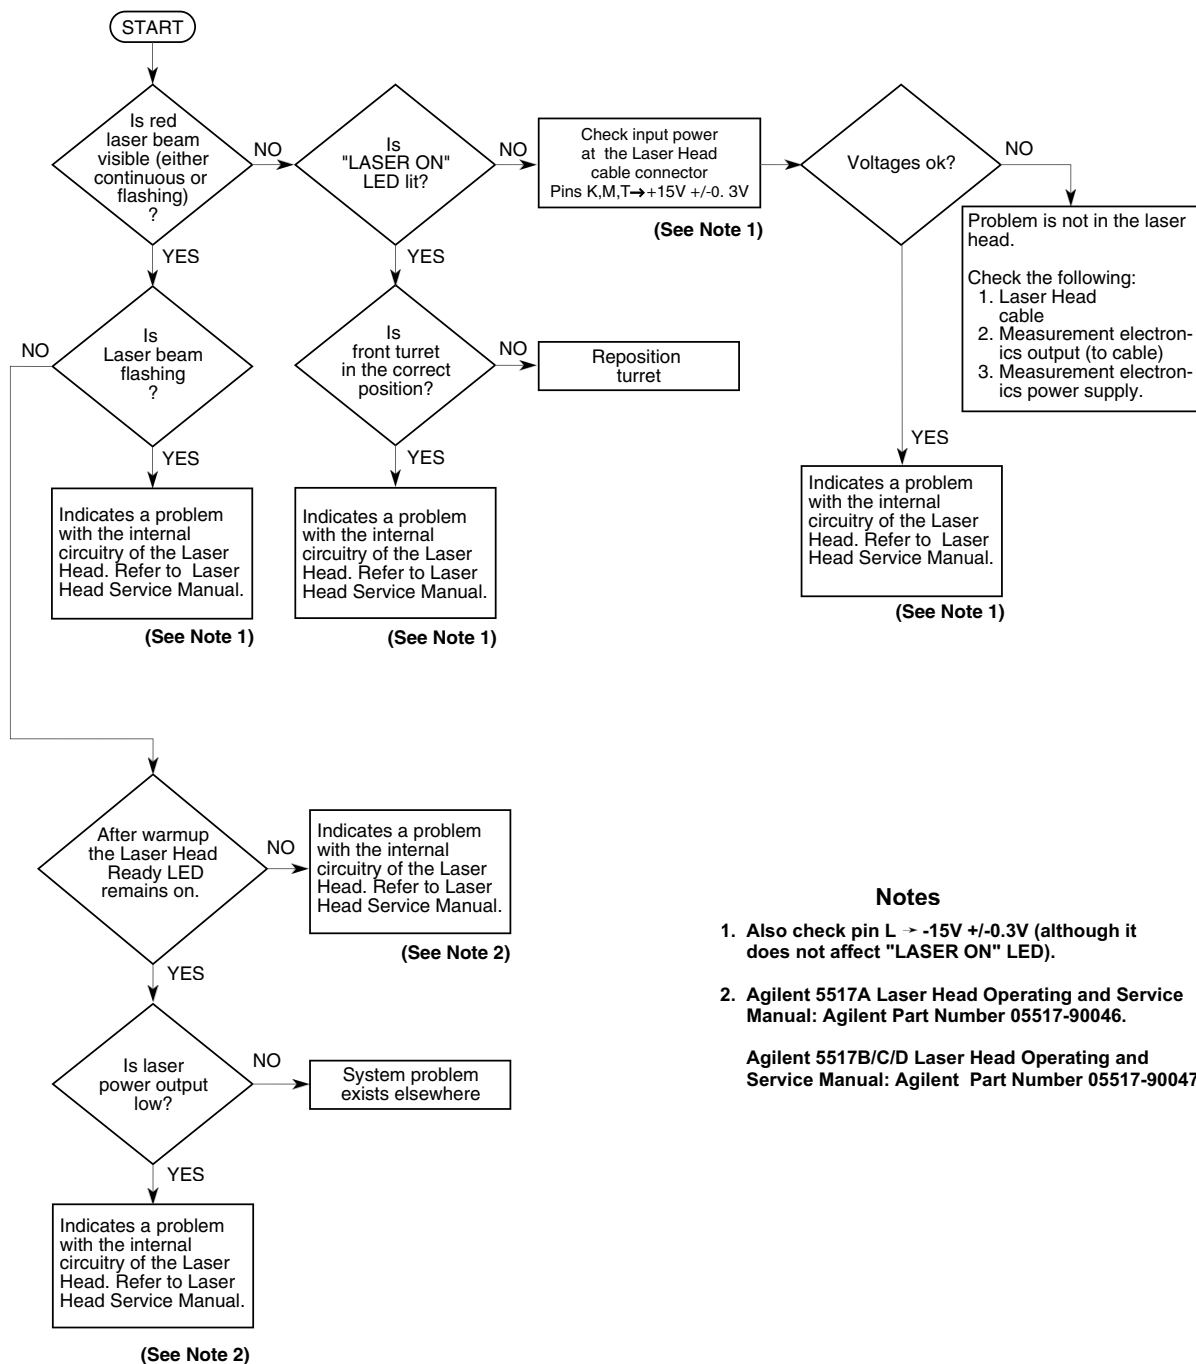 START
Is red
laser beam
visible (either
continuous or
flashing)
?
NO
YES
Is
"LASER ON"
LED lit?
NO
YES
Check input power
at the Laser Head
cable connector
Pins K,M,T→+15V +/-0. 3V
(See Note 1)
Voltages ok?
NO
YES
Problem is not in the laser
head.
Check the following:
1. Laser Head
cable
2. Measurement electron-
ics output (to cable)
3. Measurement electron-
ics power supply.
Is
Laser beam
flashing
?
NO
YES
Is
front turret
in the correct
position?
NO
YES
Reposition
turret
Indicates a problem
with the internal
circuitry of the Laser
Head. Refer to Laser
Head Service Manual.
(See Note 1)
Indicates a problem
with the internal
circuitry of the Laser
Head. Refer to Laser
Head Service Manual.
(See Note 1)
Indicates a problem
with the internal
circuitry of the Laser
Head. Refer to Laser
Head Service Manual.
(See Note 1)
After warmup
the Laser Head
Ready LED
remains on.
NO
YES
Indicates a problem
with the internal
circuitry of the Laser
Head. Refer to Laser
Head Service Manual.
(See Note 2)
Is laser
power output
low?
NO
YES
System problem
exists elsewhere
Indicates a problem
with the internal
circuitry of the Laser
Head. Refer to Laser
Head Service Manual.
(See Note 2)
Notes
1. Also check pin L → -15V +/-0.3V (although it
does not affect "LASER ON" LED).
2. Agilent 5517A Laser Head Operating and Service
Manual: Agilent Part Number 05517-90046.
Agilent 5517B/C/D Laser Head Operating and
Service Manual: Agilent Part Number 05517-90047